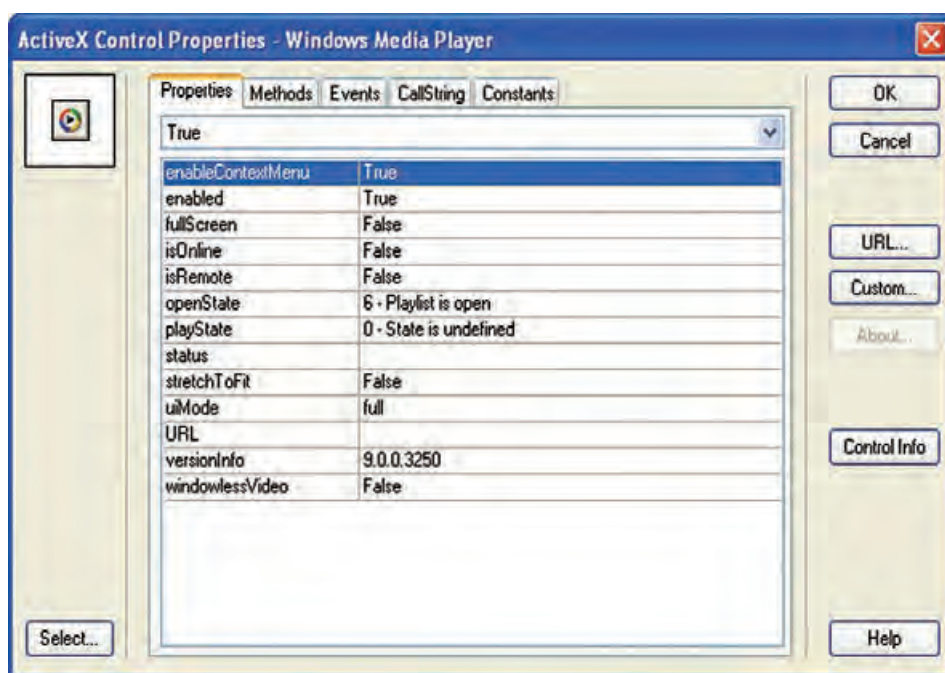 ActiveX Control Properties - Windows Media Player
Properties Methods Events CallString Constants
True
enableContextMenu True
enabled True
fullScreen False
isOnline False
isRemote False
openState 6 - Playlist is open
playState 0 - State is undefined
status
stretchToFit False
uiMode full
URL
versionInfo 9.0.0.3250
windowlessVideo False
OK
Cancel
URL...
Custom...
About...
Control Info
Select...
Help